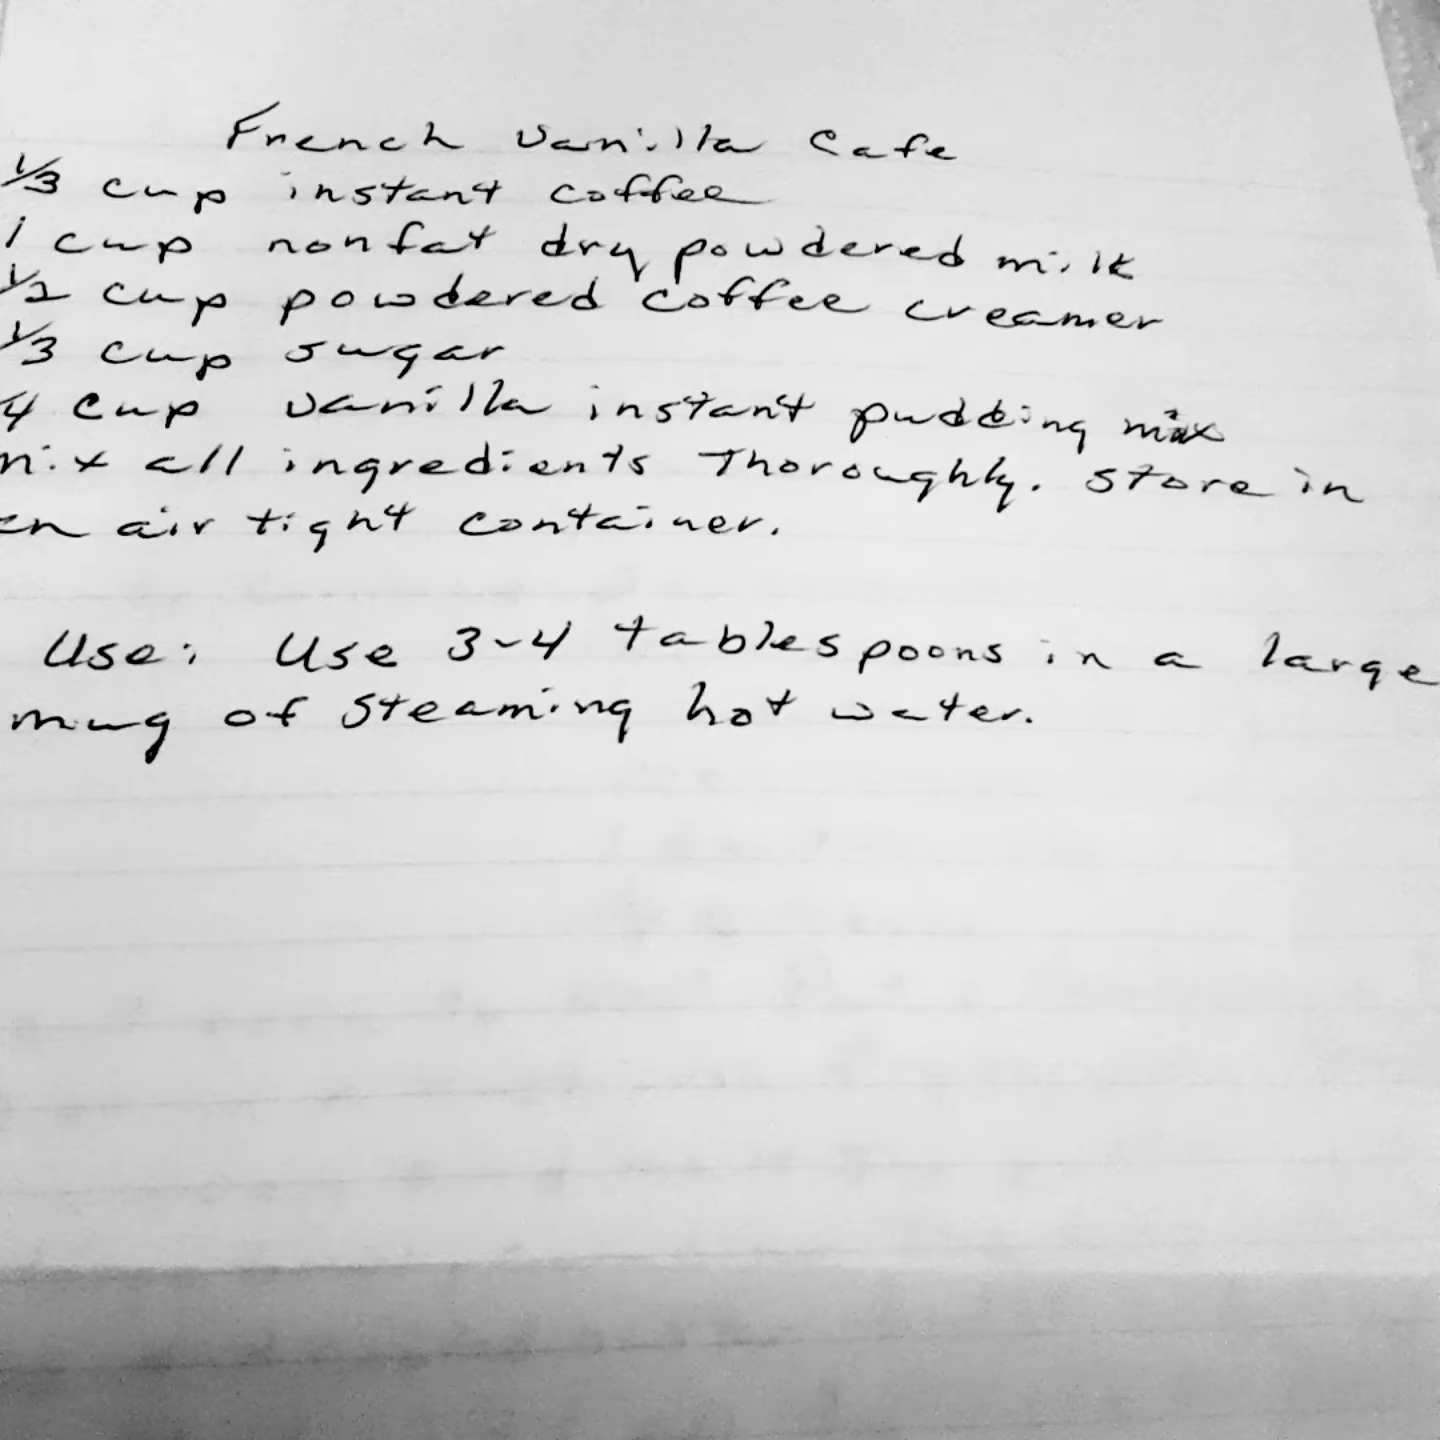 French Vanilla Cafe
1/3 cup instant coffee
1 cup nonfat dry powdered milk
1/2 cup powdered coffee creamer
1/3 cup sugar
4 cup vanilla instant pudding mix
mix all ingredients Thoroughly. Store in
an air tight container.
Use: Use 3-4 tablespoons in a large
mug of steaming hot water.